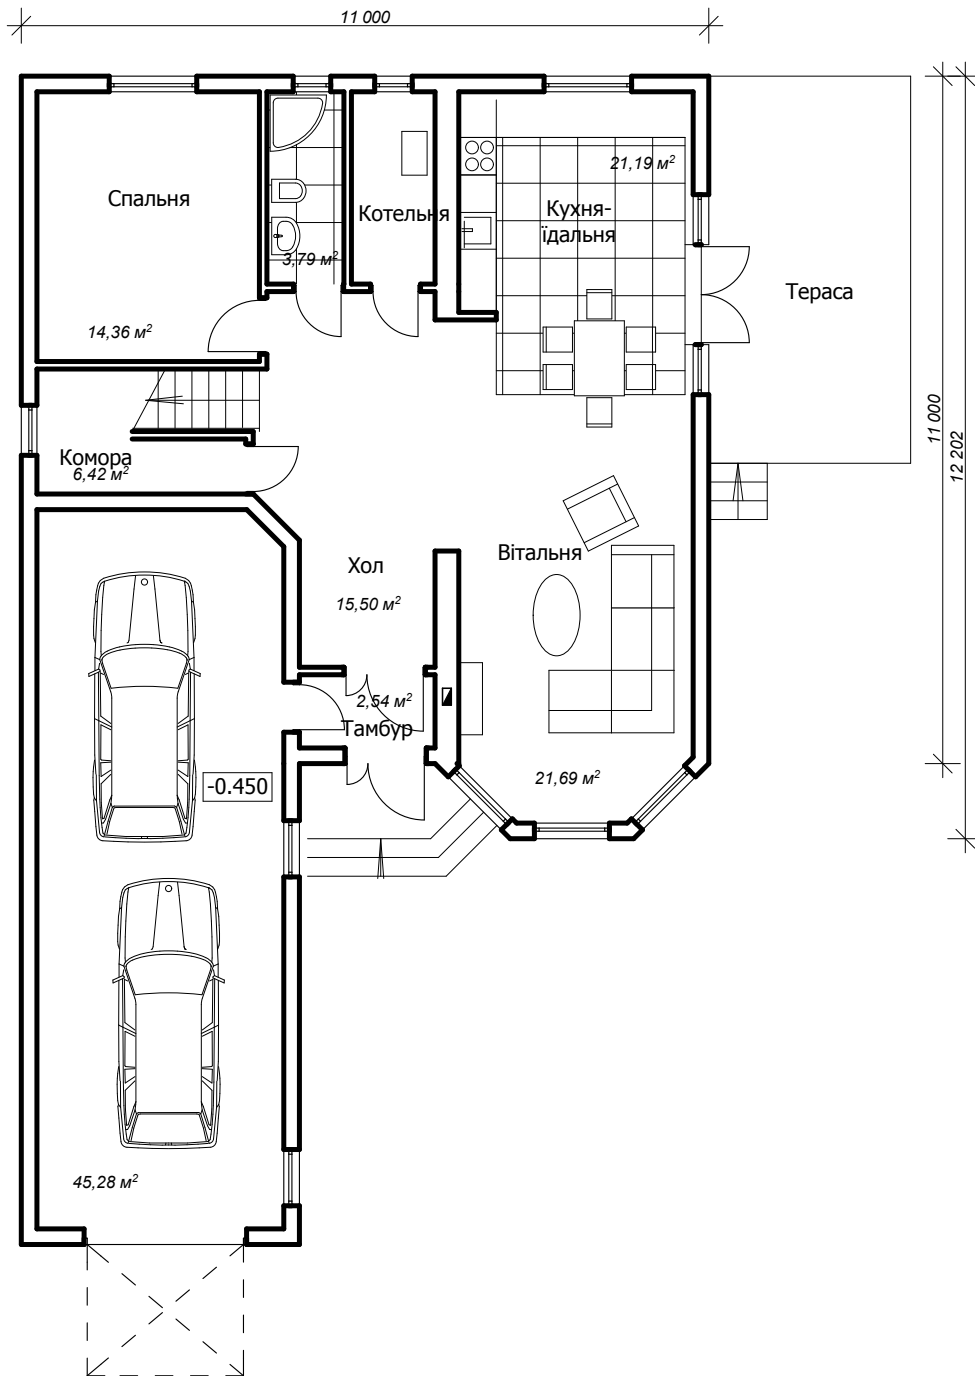 11 000
21,19 м²
Спальня
Котельня
Кухня-
їдальня
3,79 м²
Тераса
14,36 м²
11 000
12 202
Комора
6,42 м²
Вітальня
Хол
15,50 м²
2,54 м²
Тамбур
-0.450
21,69 м²
45,28 м²